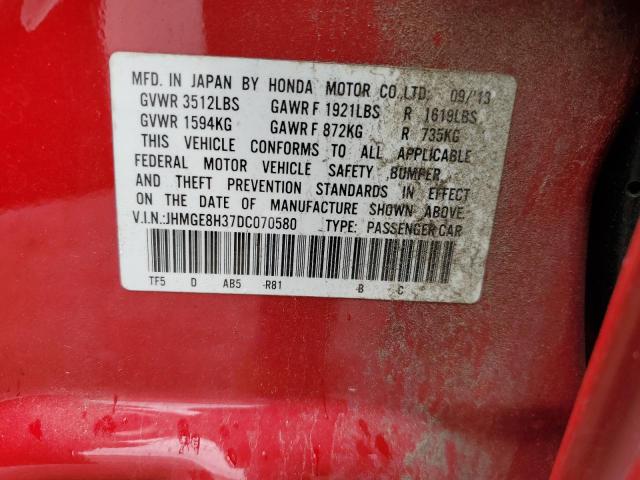 MFD. IN JAPAN BY HONDA MOTOR CO.,LTD. 09/'13
GVWR 3512LBS GAWR F 1921LBS R 1619LBS
GVWR 1594KG GAWR F 872KG R 735KG
THIS VEHICLE CONFORMS TO ALL APPLICABLE
FEDERAL MOTOR VEHICLE SAFETY, BUMPER,
AND THEFT PREVENTION STANDARDS IN EFFECT
ON THE DATE OF MANUFACTURE SHOWN ABOVE.
V.I.N.:JHMGE8H37DC070580 TYPE: PASSENGER CAR
TF5 D AB5 -R81 -B -C